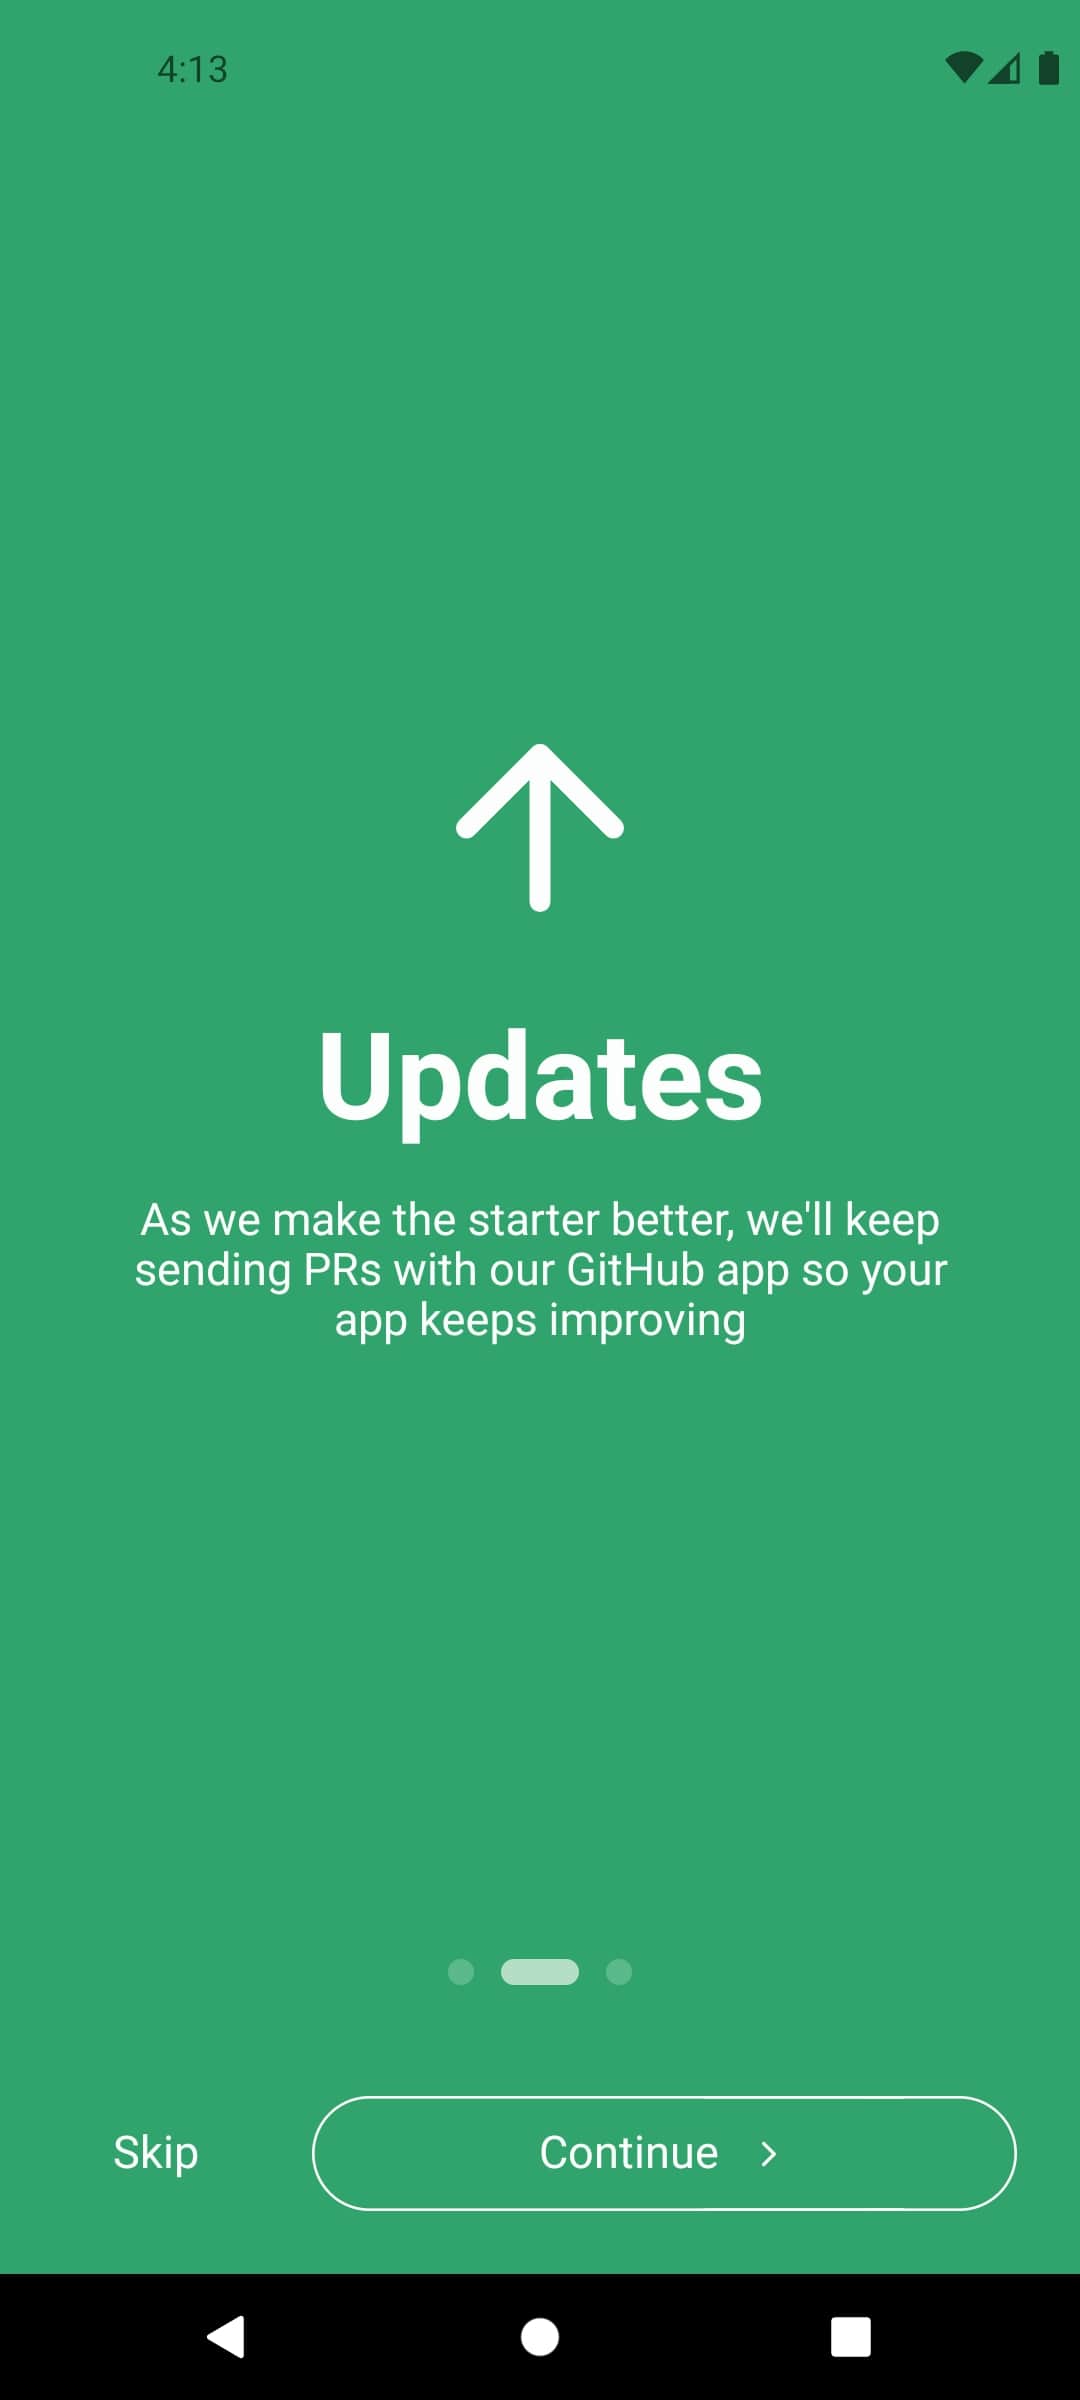 4:13
Updates
As we make the starter better, we'll keep
sending PRs with our GitHub app so your
app keeps improving
Skip
Continue